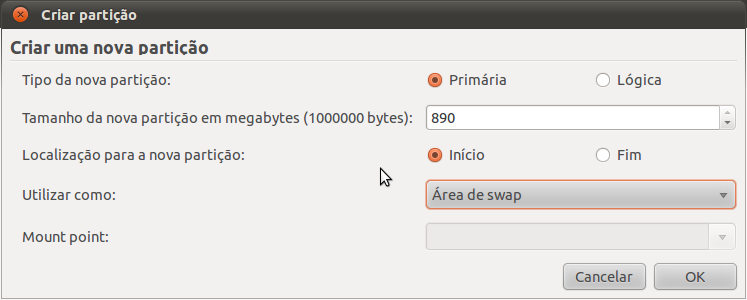 Criar partição
Criar uma nova partição
Tipo da nova partição: Primária Lógica
Tamanho da nova partição em megabytes (1000000 bytes): 890
Localização para a nova partição: Início Fim
Utilizar como: Área de swap
Mount point:
Cancelar OK